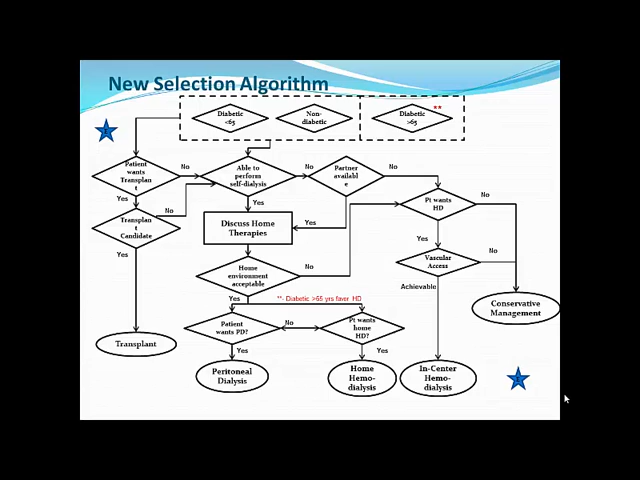 New Selection Algorithm
Diabetic
<65
Non-
diabetic
Diabetic
>65
**
Patient
wants
Transplan
t
No
Able to
perform
self-dialysis
No
Partner
availabl
e
No
Yes
No
Yes
Pt wants
HD
No
Transplan
t
Candidate
Discuss Home
Therapies
Yes
Yes
Yes
Home
environment
acceptable
No
Vascular
Access
No
Achievable
Yes
**- Diabetic >65 yrs faver HD
Conservative
Management
Patient
wants PD?
No
Pt wants
home
HD?
Transplant
Yes
Yes
Peritoneal
Dialysis
Home
Hemo-
dialysis
In-Center
Hemo-
dialysis